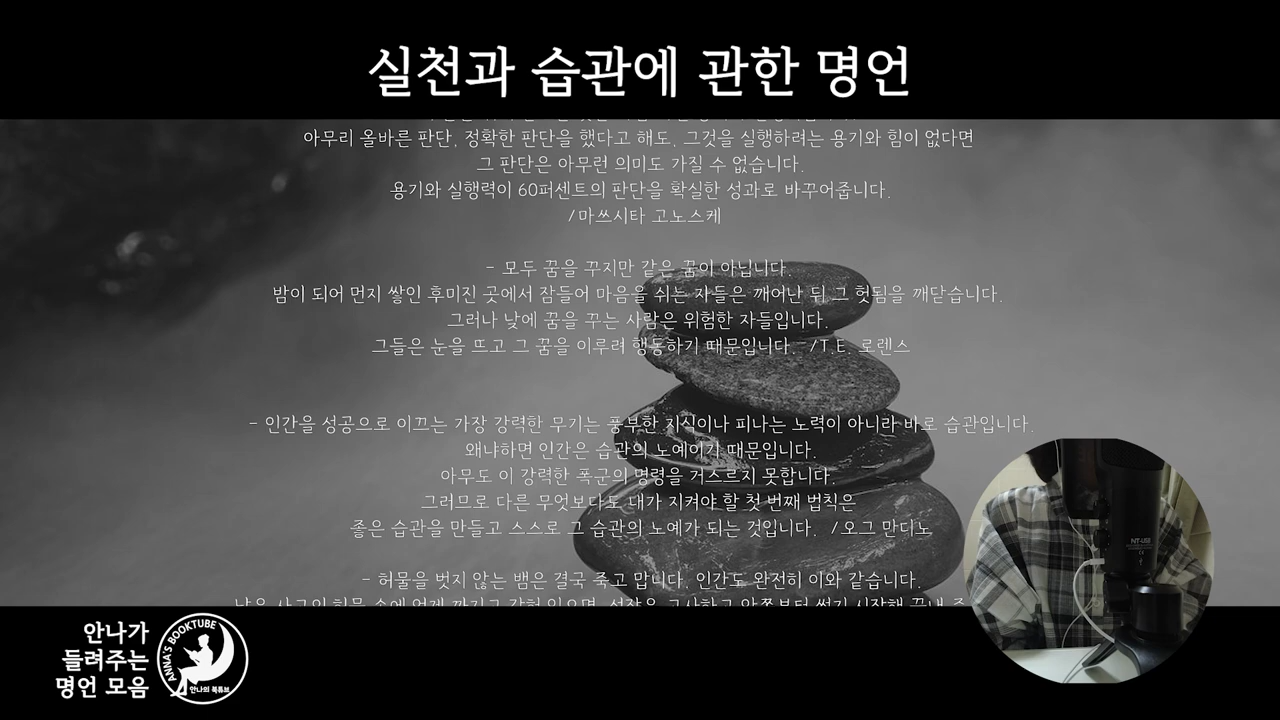 실천과 습관에 관한 명언
아무리 올바른 판단, 정확한 판단을 했다고 해도, 그것을 실행하려는 용기와 힘이 없다면
그 판단은 아무런 의미도 가질 수 없습니다.
용기와 실행력이 60퍼센트의 판단을 확실한 성과로 바꾸어줍니다.
/마쓰시타 고노스케
- 모두 꿈을 꾸지만 같은 꿈이 아닙니다.
밤이 되어 먼지 쌓인 후미진 곳에서 잠들어 마음을 쉬는 자들은 깨어난 뒤 그 헛됨을 깨닫습니다.
그러나 낮에 꿈을 꾸는 사람은 위험한 자들입니다.
그들은 눈을 뜨고 그 꿈을 이루려 행동하기 때문입니다. /T.E. 로렌스
- 인간을 성공으로 이끄는 가장 강력한 무기는 풍부한 지식이나 피나는 노력이 아니라 바로 습관입니다.
왜냐하면 인간은 습관의 노예이기 때문입니다.
아무도 이 강력한 폭군의 명령을 거스르지 못합니다.
그러므로 다른 무엇보다도 내가 지켜야 할 첫 번째 법칙은
좋은 습관을 만들고 스스로 그 습관의 노예가 되는 것입니다. /오그 만디노
- 허물을 벗지 않는 뱀은 결국 죽고 맙니다. 인간도 완전히 이와 같습니다.
안나가
들려주는
명언 모음
ANNA'S BOOKTUBE
안나의 북튜브
NT-USB